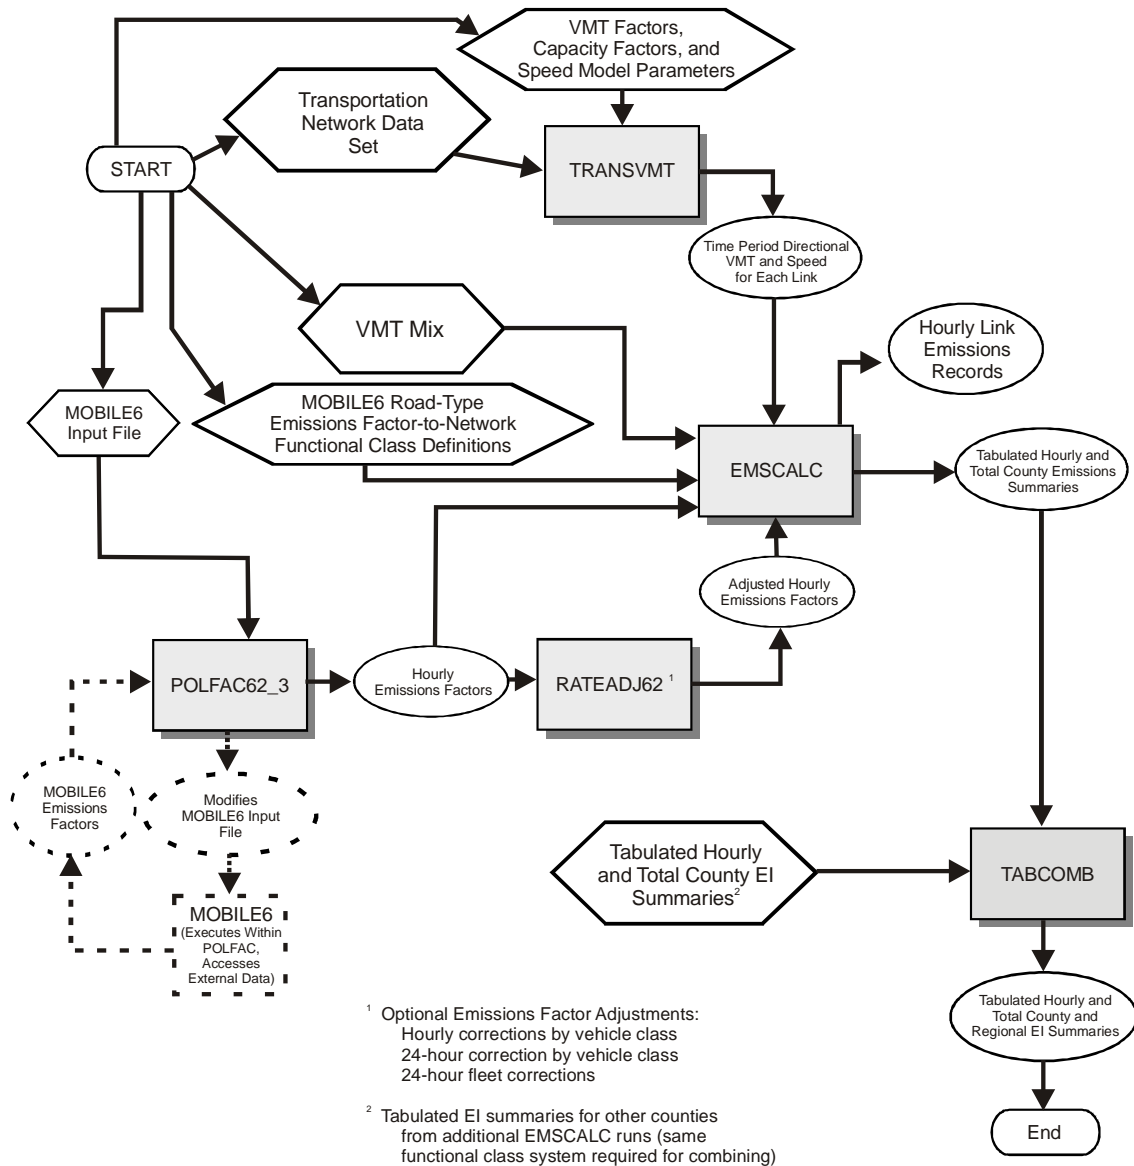 VMT Factors,
Capacity Factors, and
Speed Model Parameters
Transportation
Network Data
Set
START
TRANSVMT
Time Period Directional
VMT and Speed
for Each Link
VMT Mix
Hourly Link
Emissions
Records
MOBILE6
Input File
MOBILE6 Road-Type
Emissions Factor-to-Network
Functional Class Definitions
EMSCALC
Tabulated Hourly and
Total County Emissions
Summaries
Adjusted Hourly
Emissions Factors
POLFAC62_3
Hourly
Emissions Factors
RATEADJ62 1
MOBILE6
Emissions
Factors
Modifies
MOBILE6 Input
File
Tabulated Hourly
and Total County EI
Summaries2
TABCOMB
MOBILE6
(Executes Within
POLFAC,
Accesses
External Data)
Tabulated Hourly and
Total County and
Regional EI Summaries
1 Optional Emissions Factor Adjustments:
Hourly corrections by vehicle class
24-hour correction by vehicle class
24-hour fleet corrections
2 Tabulated EI summaries for other counties
from additional EMSCALC runs (same
functional class system required for combining)
End